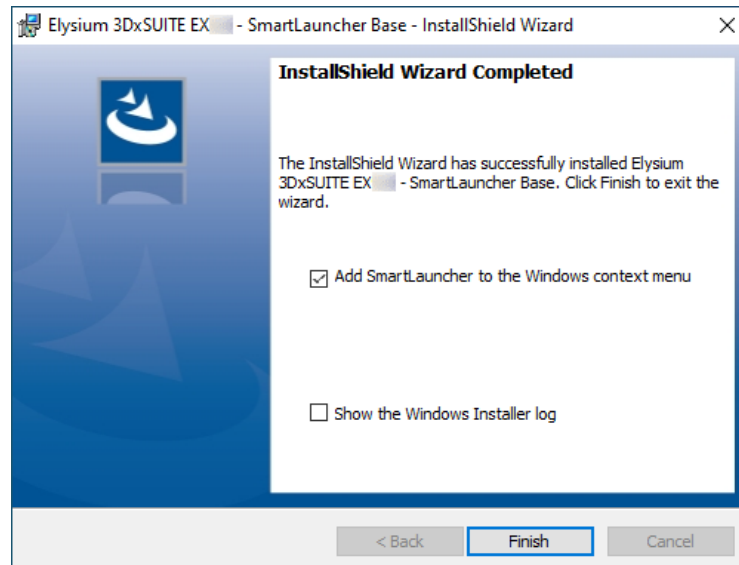 Elysium 3DxSUITE EX - SmartLauncher Base - InstallShield Wizard
InstallShield Wizard Completed
The InstallShield Wizard has successfully installed Elysium
3DxSUITE EX - SmartLauncher Base. Click Finish to exit the
wizard.
Add SmartLauncher to the Windows context menu
Show the Windows Installer log
< Back
Finish
Cancel